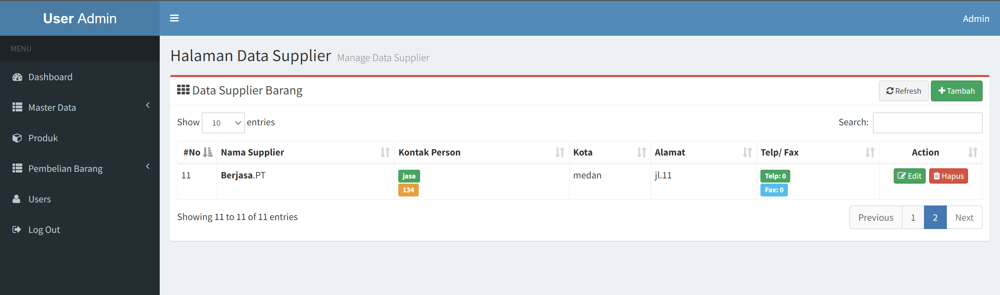 User Admin
Admin
MENU
Dashboard
Master Data
Produk
Pembelian Barang
Users
Log Out
Halaman Data Supplier Manage Data Supplier
Data Supplier Barang
Refresh
Tambah
Show 10 entries
Search:
#No Nama Supplier Kontak Person Kota Alamat Telp/ Fax Action
11 Berjasa.PT jasa medan jl.11 Telp: 0 Edit Hapus
134 Fax: 0
Showing 11 to 11 of 11 entries
Previous 1 2 Next